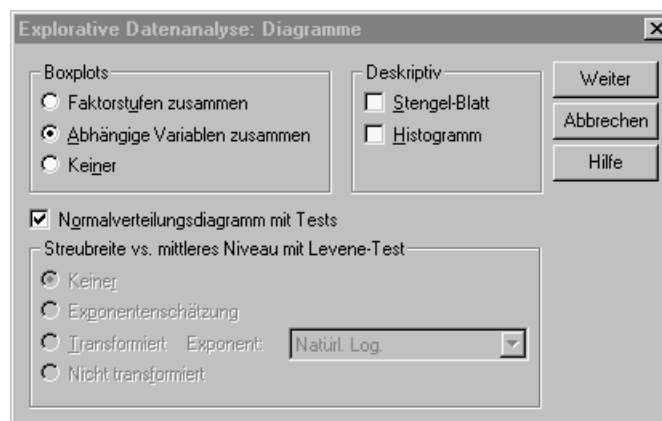 Explorative Datenanalyse: Diagramme
Boxplots
Faktorstufen zusammen
Abhängige Variablen zusammen
Keiner
Deskriptiv
Stengel-Blatt
Histogramm
Weiter
Abbrechen
Hilfe
Normalverteilungsdiagramm mit Tests
Streubreite vs. mittleres Niveau mit Levene-Test
Keiner
Exponentenschätzung
Transformiert Exponent: Natürl. Log.
Nicht transformiert